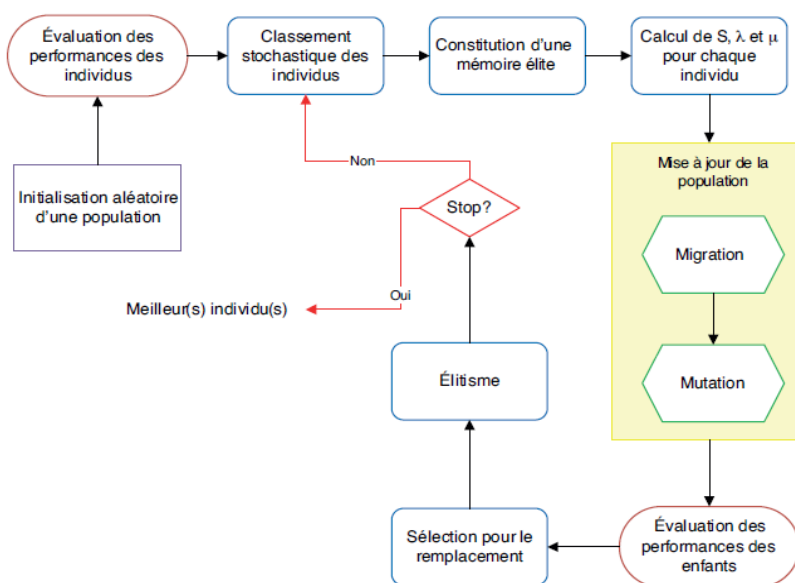 Évaluation des
performances des
individus
Classement
stochastique des
individus
Constitution d'une
mémoire élite
Calcul de S, λ et μ
pour chaque
individu
Initialisation aléatoire
d'une population
Non
Stop?
Oui
Meilleur(s) individu(s)
Mise à jour de la
population
Migration
Mutation
Élitisme
Sélection pour le
remplacement
Évaluation des
performances des
enfants